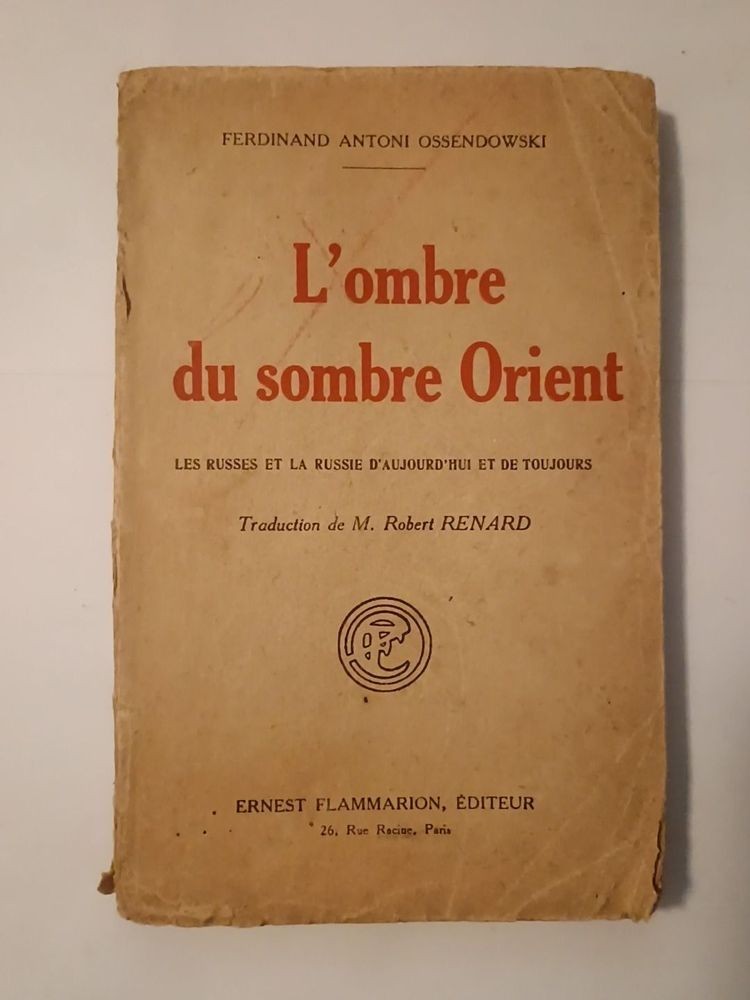 FERDINAND ANTONI OSSENDOWSKI
L'ombre
du sombre Orient
LES RUSSES ET LA RUSSIE D'AUJOURD'HUI ET DE TOUJOURS
Traduction de M. Robert RENARD
ERNEST FLAMMARION, ÉDITEUR
26, Rue Racine, Paris